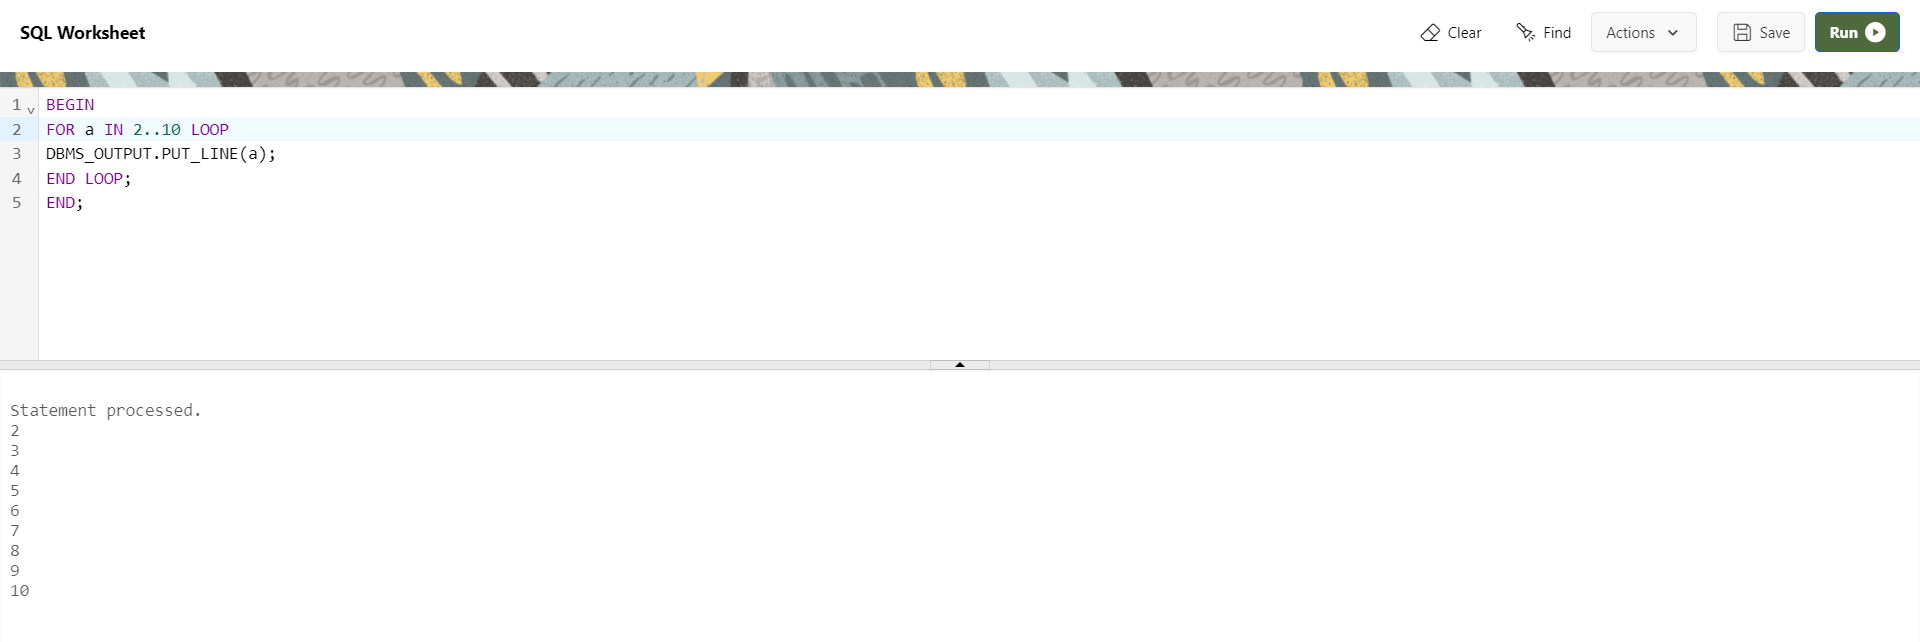 SQL Worksheet
Clear
Find
Actions
Save
Run
1 BEGIN
2 FOR a IN 2..10 LOOP
3 DBMS_OUTPUT.PUT_LINE(a);
4 END LOOP;
5 END;
Statement processed.
2
3
4
5
6
7
8
9
10